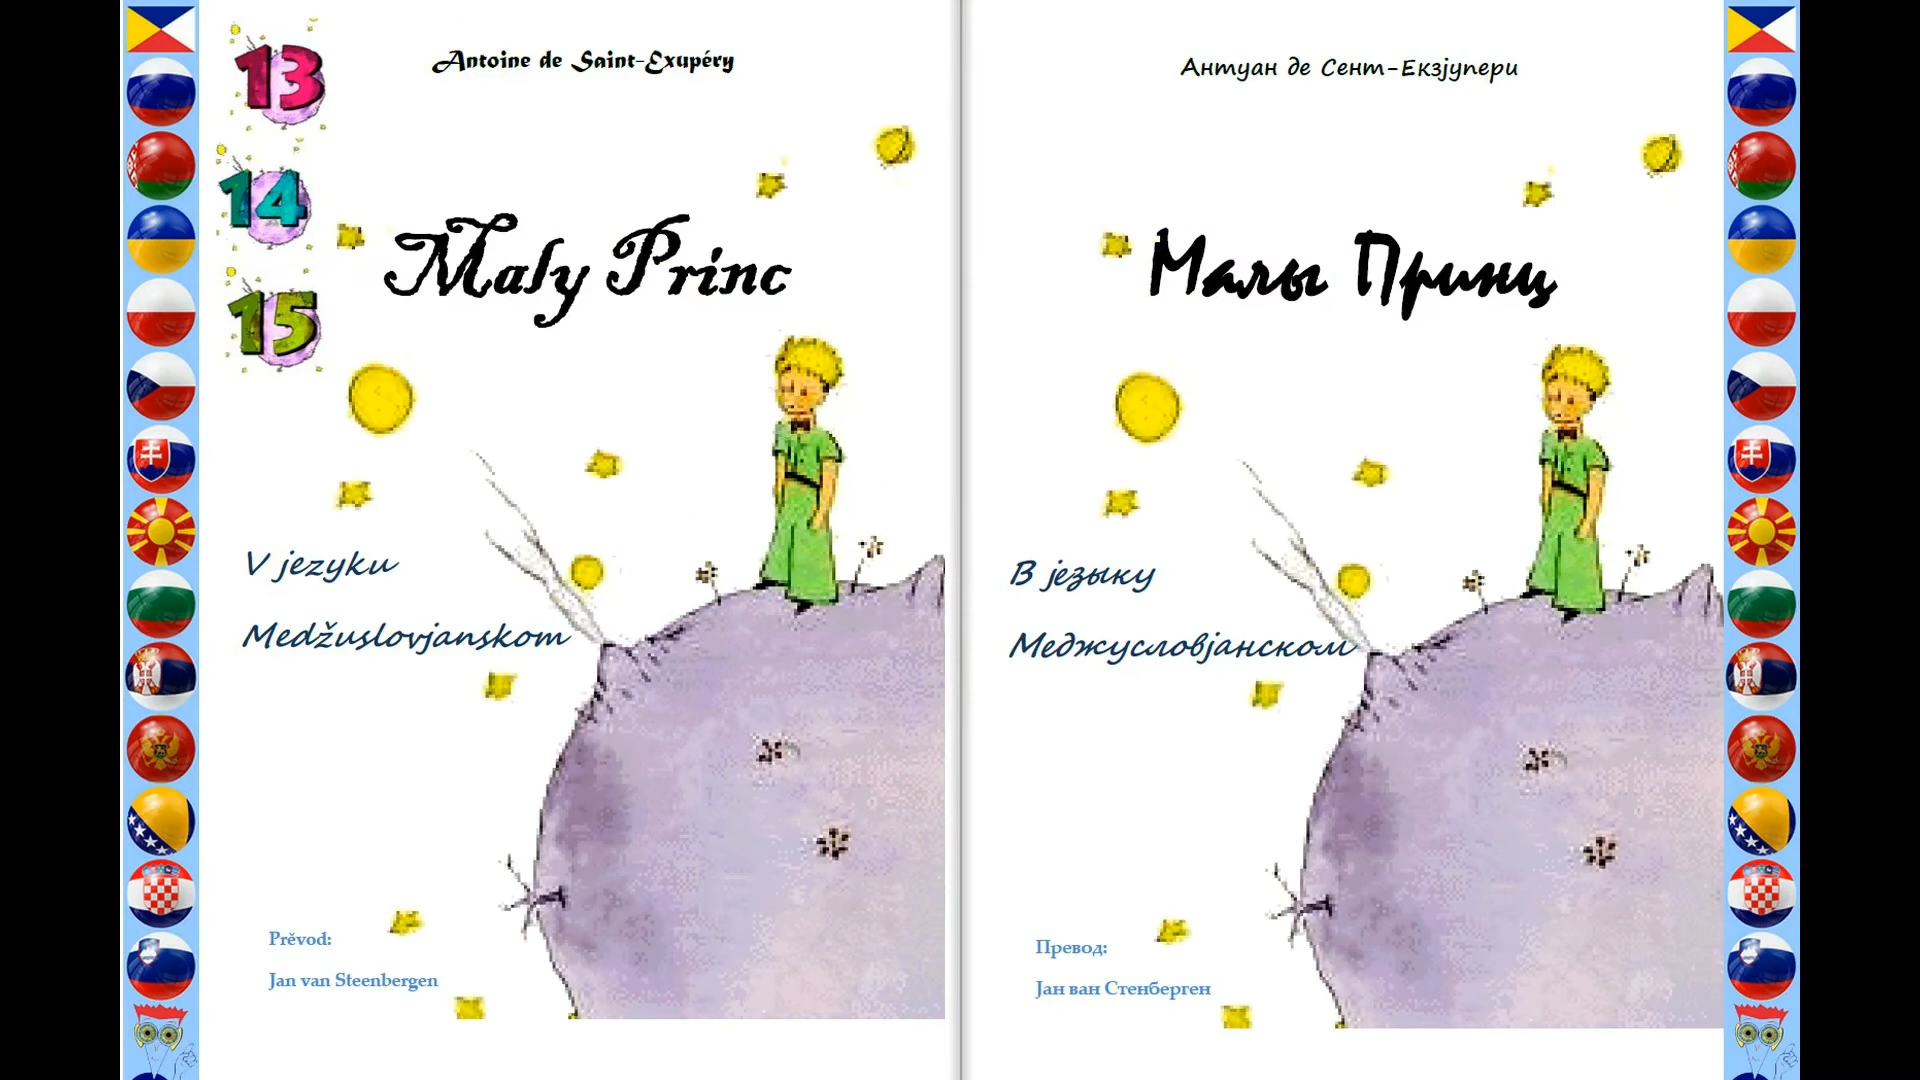 13
14
15
Antoine de Saint-Exupéry
Maly Princ
V jezyku
Medžuslovjanskom
Prěvod:
Jan van Steenbergen
Антуан де Сент-Екзјупери
Малы Принц
В језыку
Меджусловјанском
Превод:
Јан ван Стенберген